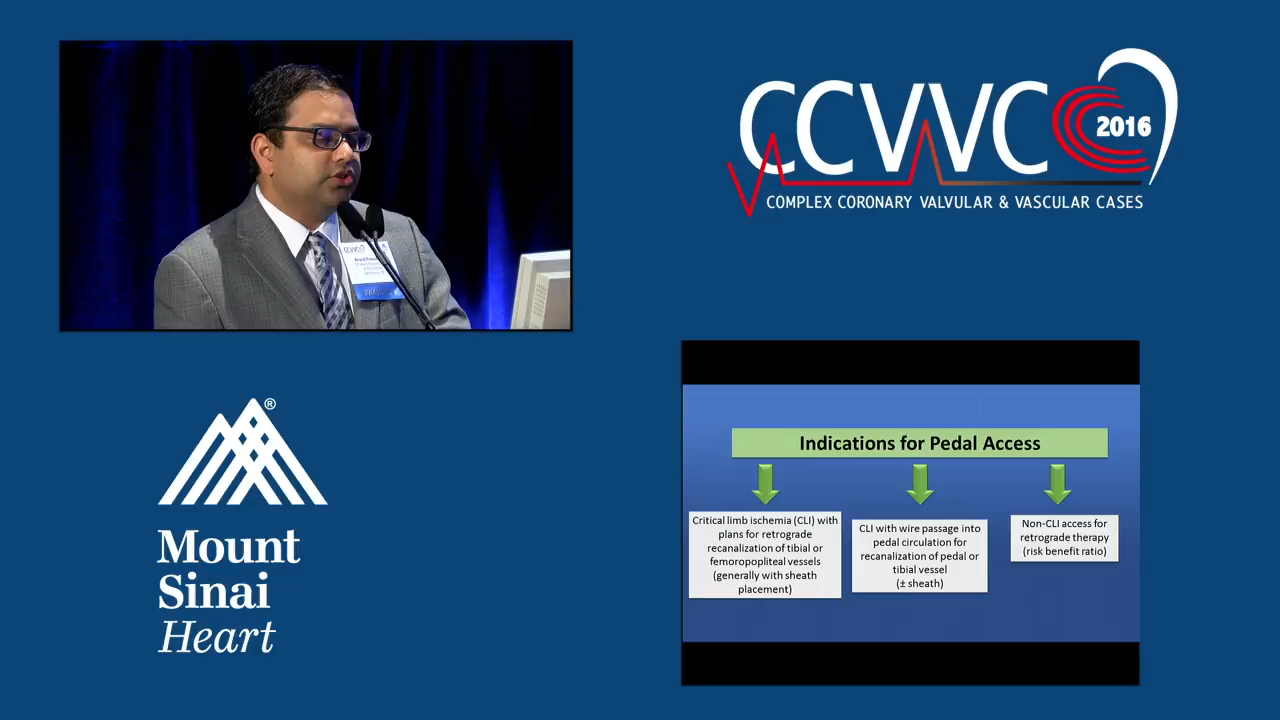 CCVVC
2016
COMPLEX CORONARY VALVULAR & VASCULAR CASES
CCVVC
®
Mount
Sinai
Heart
Indications for Pedal Access
Critical limb ischemia (CLI) with
plans for retrograde
recanalization of tibial or
femoropopliteal vessels
(generally with sheath
placement)
CLI with wire passage into
pedal circulation for
recanalization of pedal or
tibial vessel
(± sheath)
Non-CLI access for
retrograde therapy
(risk benefit ratio)